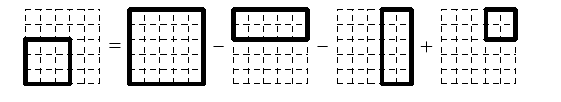 = − − +